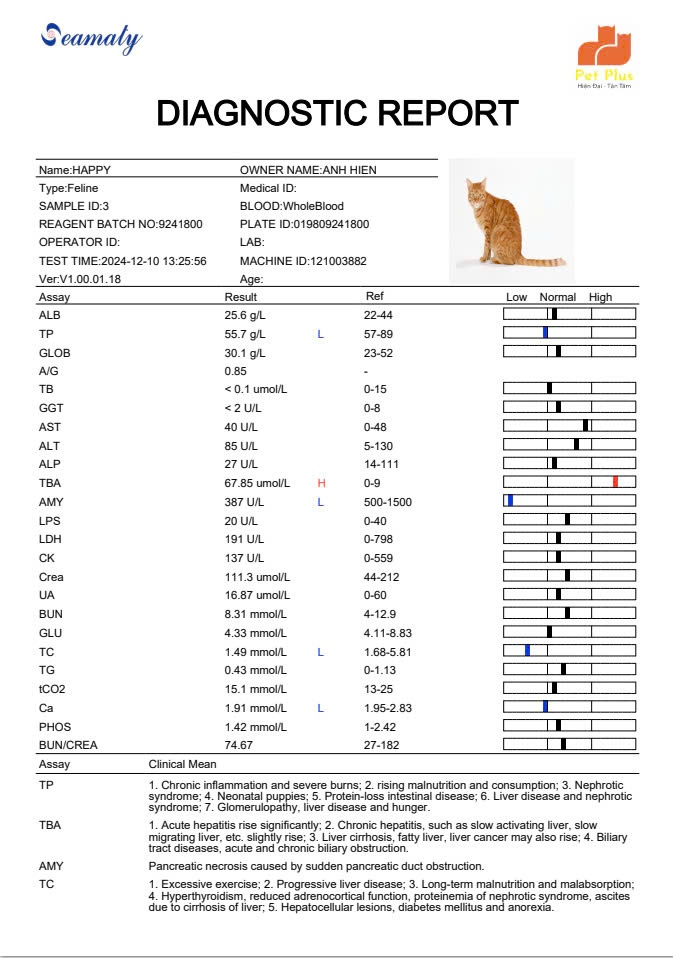 Seamaty
Pet Plus
Hiện Đại - Tận Tâm
DIAGNOSTIC REPORT
Name:HAPPY OWNER NAME:ANH HIEN
Type:Feline Medical ID:
SAMPLE ID:3 BLOOD:WholeBlood
REAGENT BATCH NO:9241800 PLATE ID:019809241800
OPERATOR ID: LAB:
TEST TIME:2024-12-10 13:25:56 MACHINE ID:121003882
Ver:V1.00.01.18 Age:
Assay Result Ref Low Normal High
ALB 25.6 g/L 22-44
TP 55.7 g/L L 57-89
GLOB 30.1 g/L 23-52
A/G 0.85 -
TB < 0.1 umol/L 0-15
GGT < 2 U/L 0-8
AST 40 U/L 0-48
ALT 85 U/L 5-130
ALP 27 U/L 14-111
TBA 67.85 umol/L H 0-9
AMY 387 U/L L 500-1500
LPS 20 U/L 0-40
LDH 191 U/L 0-798
CK 137 U/L 0-559
Crea 111.3 umol/L 44-212
UA 16.87 umol/L 0-60
BUN 8.31 mmol/L 4-12.9
GLU 4.33 mmol/L 4.11-8.83
TC 1.49 mmol/L L 1.68-5.81
TG 0.43 mmol/L 0-1.13
tCO2 15.1 mmol/L 13-25
Ca 1.91 mmol/L L 1.95-2.83
PHOS 1.42 mmol/L 1-2.42
BUN/CREA 74.67 27-182
Assay Clinical Mean
TP 1. Chronic inflammation and severe burns; 2. rising malnutrition and consumption; 3. Nephrotic
syndrome; 4. Neonatal puppies; 5. Protein-loss intestinal disease; 6. Liver disease and nephrotic
syndrome; 7. Glomerulopathy, liver disease and hunger.
TBA 1. Acute hepatitis rise significantly; 2. Chronic hepatitis, such as slow activating liver, slow
migrating liver, etc. slightly rise; 3. Liver cirrhosis, fatty liver, liver cancer may also rise; 4. Biliary
tract diseases, acute and chronic biliary obstruction.
AMY Pancreatic necrosis caused by sudden pancreatic duct obstruction.
TC 1. Excessive exercise; 2. Progressive liver disease; 3. Long-term malnutrition and malabsorption;
4. Hyperthyroidism, reduced adrenocortical function, proteinemia of nephrotic syndrome, ascites
due to cirrhosis of liver; 5. Hepatocellular lesions, diabetes mellitus and anorexia.